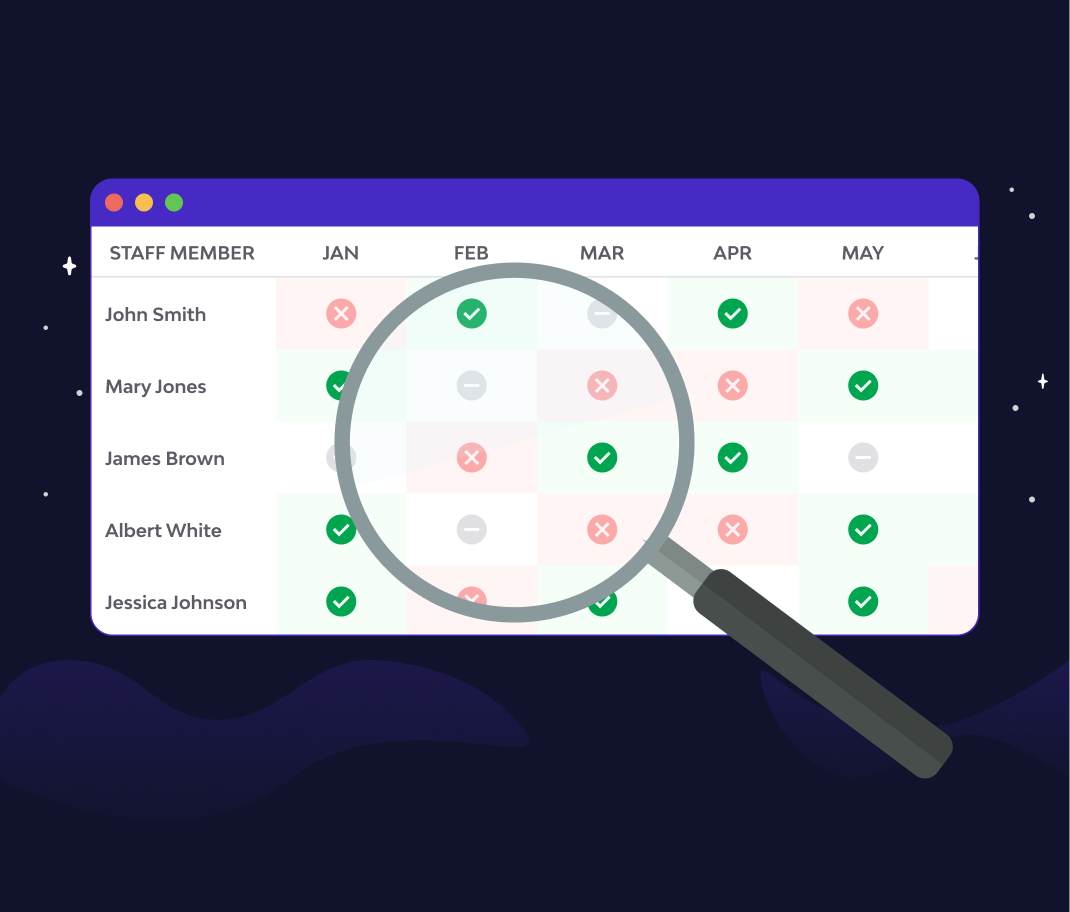 STAFF MEMBER JAN FEB MAR APR MAY
John Smith
Mary Jones
James Brown
Albert White
Jessica Johnson